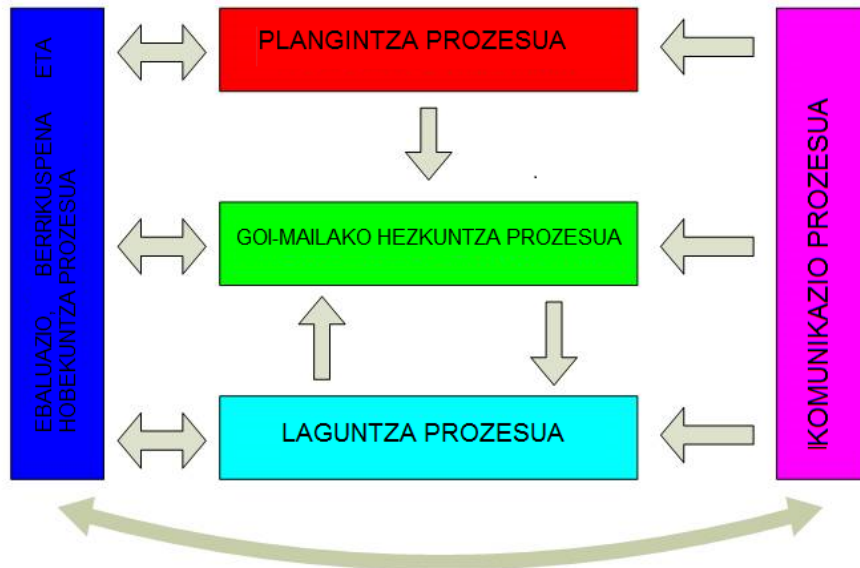 EBALUAZIO, BERRIKUSPENA ETA
HOBEKUNTZA PROZESUA
PLANGINTZA PROZESUA
GOI-MAILAKO HEZKUNTZA PROZESUA
LAGUNTZA PROZESUA
KOMUNIKAZIO PROZESUA